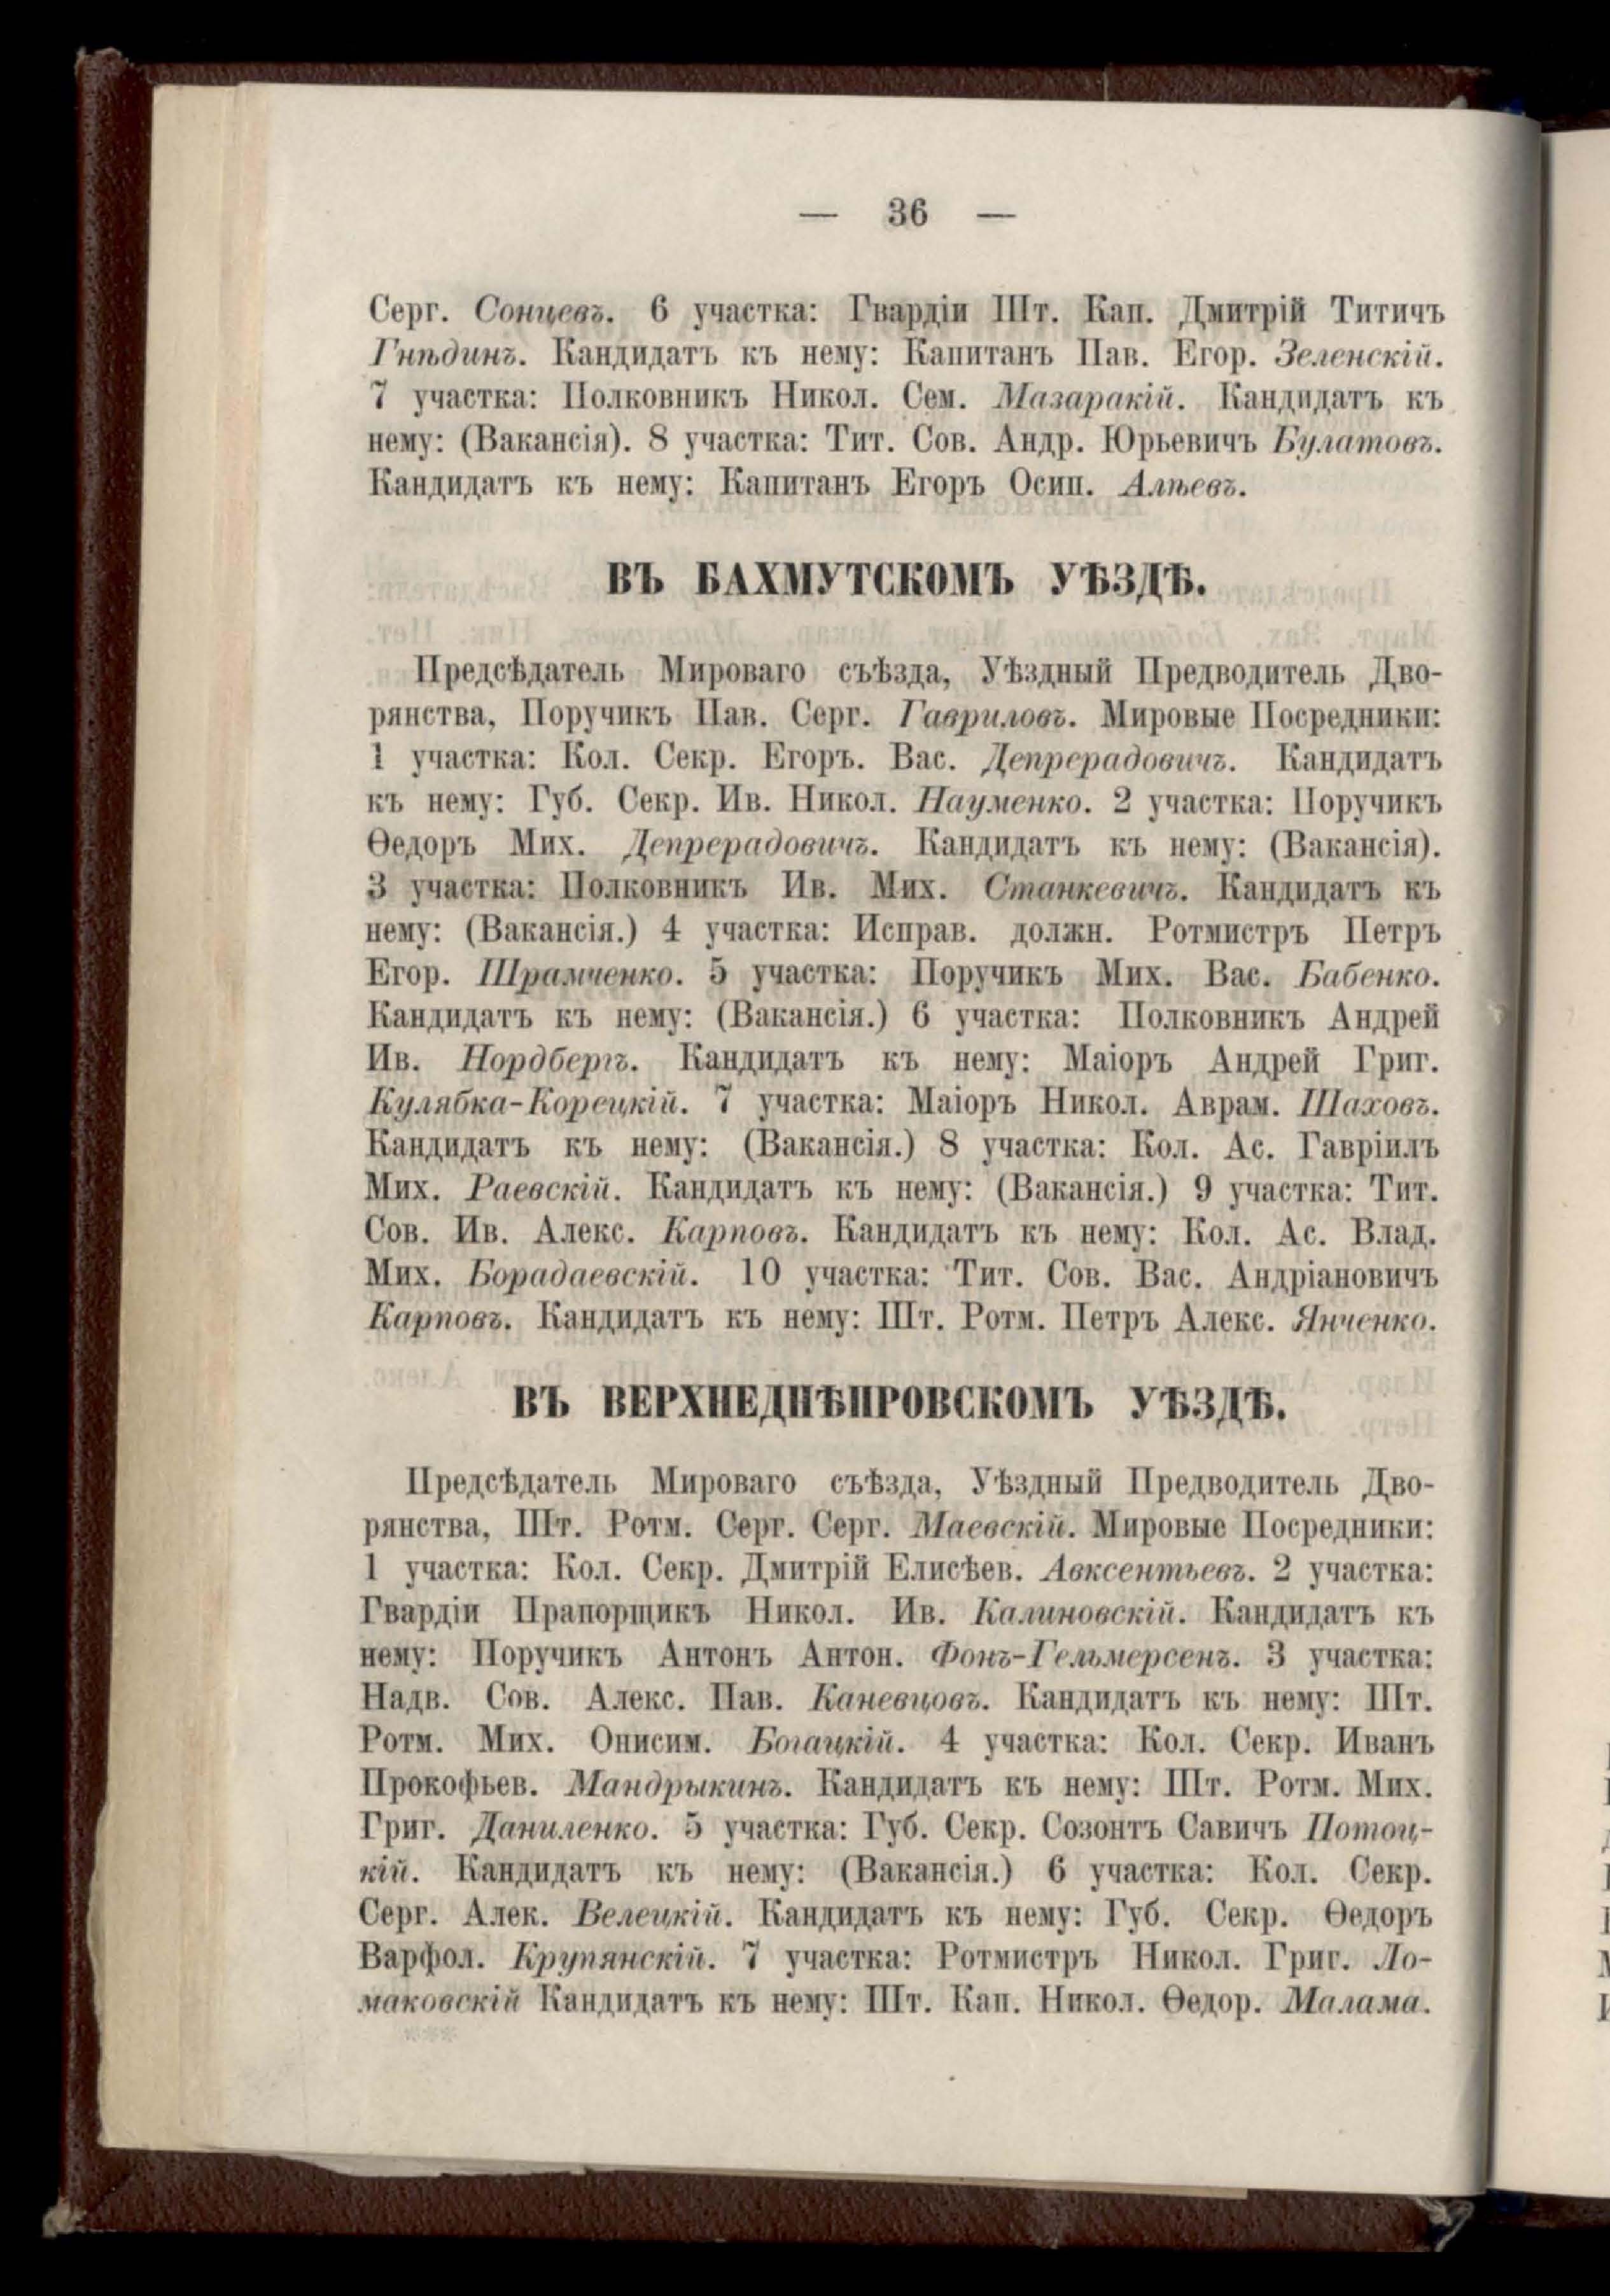 — 36 —
Серг. Сонцевъ. 6 участка: Гвардіи Шт. Кап. Дмитрій Титичъ
Гнѣдинъ. Кандидатъ къ нему: Капитанъ Пав. Егор. Зеленскій.
7 участка: Полковникъ Никол. Сем. Мазаракій. Кандидатъ къ
нему: (Вакансія). 8 участка: Тит. Сов. Андр. Юрьевичъ Булатовъ.
Кандидатъ къ нему: Капитанъ Егоръ Осип. Алѣевъ.
ВЪ БАХМУТСКОМЪ УѢЗДѢ.
Предсѣдатель Мироваго съѣзда, Уѣздный Предводитель Дво-
рянства, Поручикъ Пав. Серг. Гавриловъ. Мировые Посредники:
1 участка: Кол. Секр. Егоръ. Вас. Депрерадовичъ. Кандидатъ
къ нему: Губ. Секр. Ив. Никол. Науменко. 2 участка: Поручикъ
Ѳедоръ Мих. Депрерадовичъ. Кандидатъ къ нему: (Вакансія).
3 участка: Полковникъ Ив. Мих. Станкевичъ. Кандидатъ къ
нему: (Вакансія.) 4 участка: Исправ. должн. Ротмистръ Петръ
Егор. Шрамченко. 5 участка: Поручикъ Мих. Вас. Бабенко.
Кандидатъ къ нему: (Вакансія.) 6 участка: Полковникъ Андрей
Ив. Нордбергъ. Кандидатъ къ нему: Маіоръ Андрей Григ.
Кулябка-Корецкій. 7 участка: Маіоръ Никол. Аврам. Шаховъ.
Кандидатъ къ нему: (Вакансія.) 8 участка: Кол. Ас. Гавріилъ
Мих. Раевскій. Кандидатъ къ нему: (Вакансія.) 9 участка: Тит.
Сов. Ив. Алекс. Карповъ. Кандидатъ къ нему: Кол. Ас. Влад.
Мих. Борадаевскій. 10 участка: Тит. Сов. Вас. Андріановичъ
Карповъ. Кандидатъ къ нему: Шт. Ротм. Петръ Алекс. Янченко.
ВЪ ВЕРХНЕДНѢПРОВСКОМЪ УѢЗДѢ.
Предсѣдатель Мироваго съѣзда, Уѣздный Предводитель Дво-
рянства, Шт. Ротм. Серг. Серг. Маевскій. Мировые Посредники:
1 участка: Кол. Секр. Дмитрій Елисѣев. Авксентьевъ. 2 участка:
Гвардіи Прапорщикъ Никол. Ив. Калиновскій. Кандидатъ къ
нему: Поручикъ Антонъ Антон. Фонъ-Гельмерсенъ. 3 участка:
Надв. Сов. Алекс. Пав. Каневцовъ. Кандидатъ къ нему: Шт.
Ротм. Мих. Онисим. Богацкій. 4 участка: Кол. Секр. Иванъ
Прокофьев. Мандрыкинъ. Кандидатъ къ нему: Шт. Ротм. Мих.
Григ. Даниленко. 5 участка: Губ. Секр. Созонтъ Савичъ Потоц-
кій. Кандидатъ къ нему: (Вакансія.) 6 участка: Кол. Секр.
Серг. Алек. Велецкій. Кандидатъ къ нему: Губ. Секр. Ѳедоръ
Варфол. Крупянскій. 7 участка: Ротмистръ Никол. Григ. Ло-
маковскій Кандидатъ къ нему: Шт. Кап. Никол. Ѳедор. Малама.